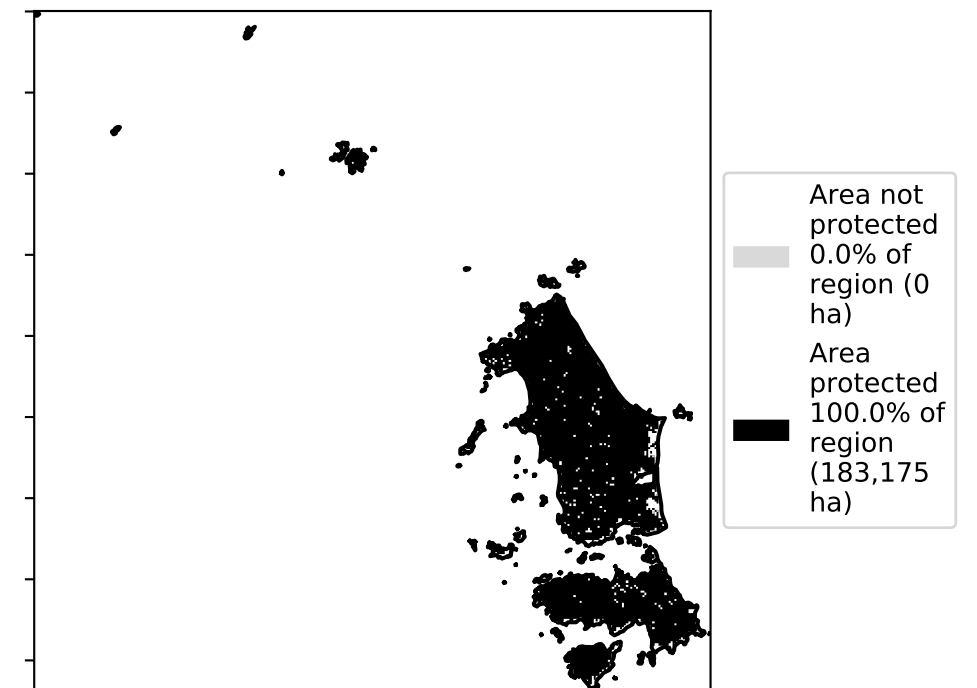 Area not
protected
0.0% of
region (0
ha)
Area
protected
100.0% of
region
(183,175
ha)